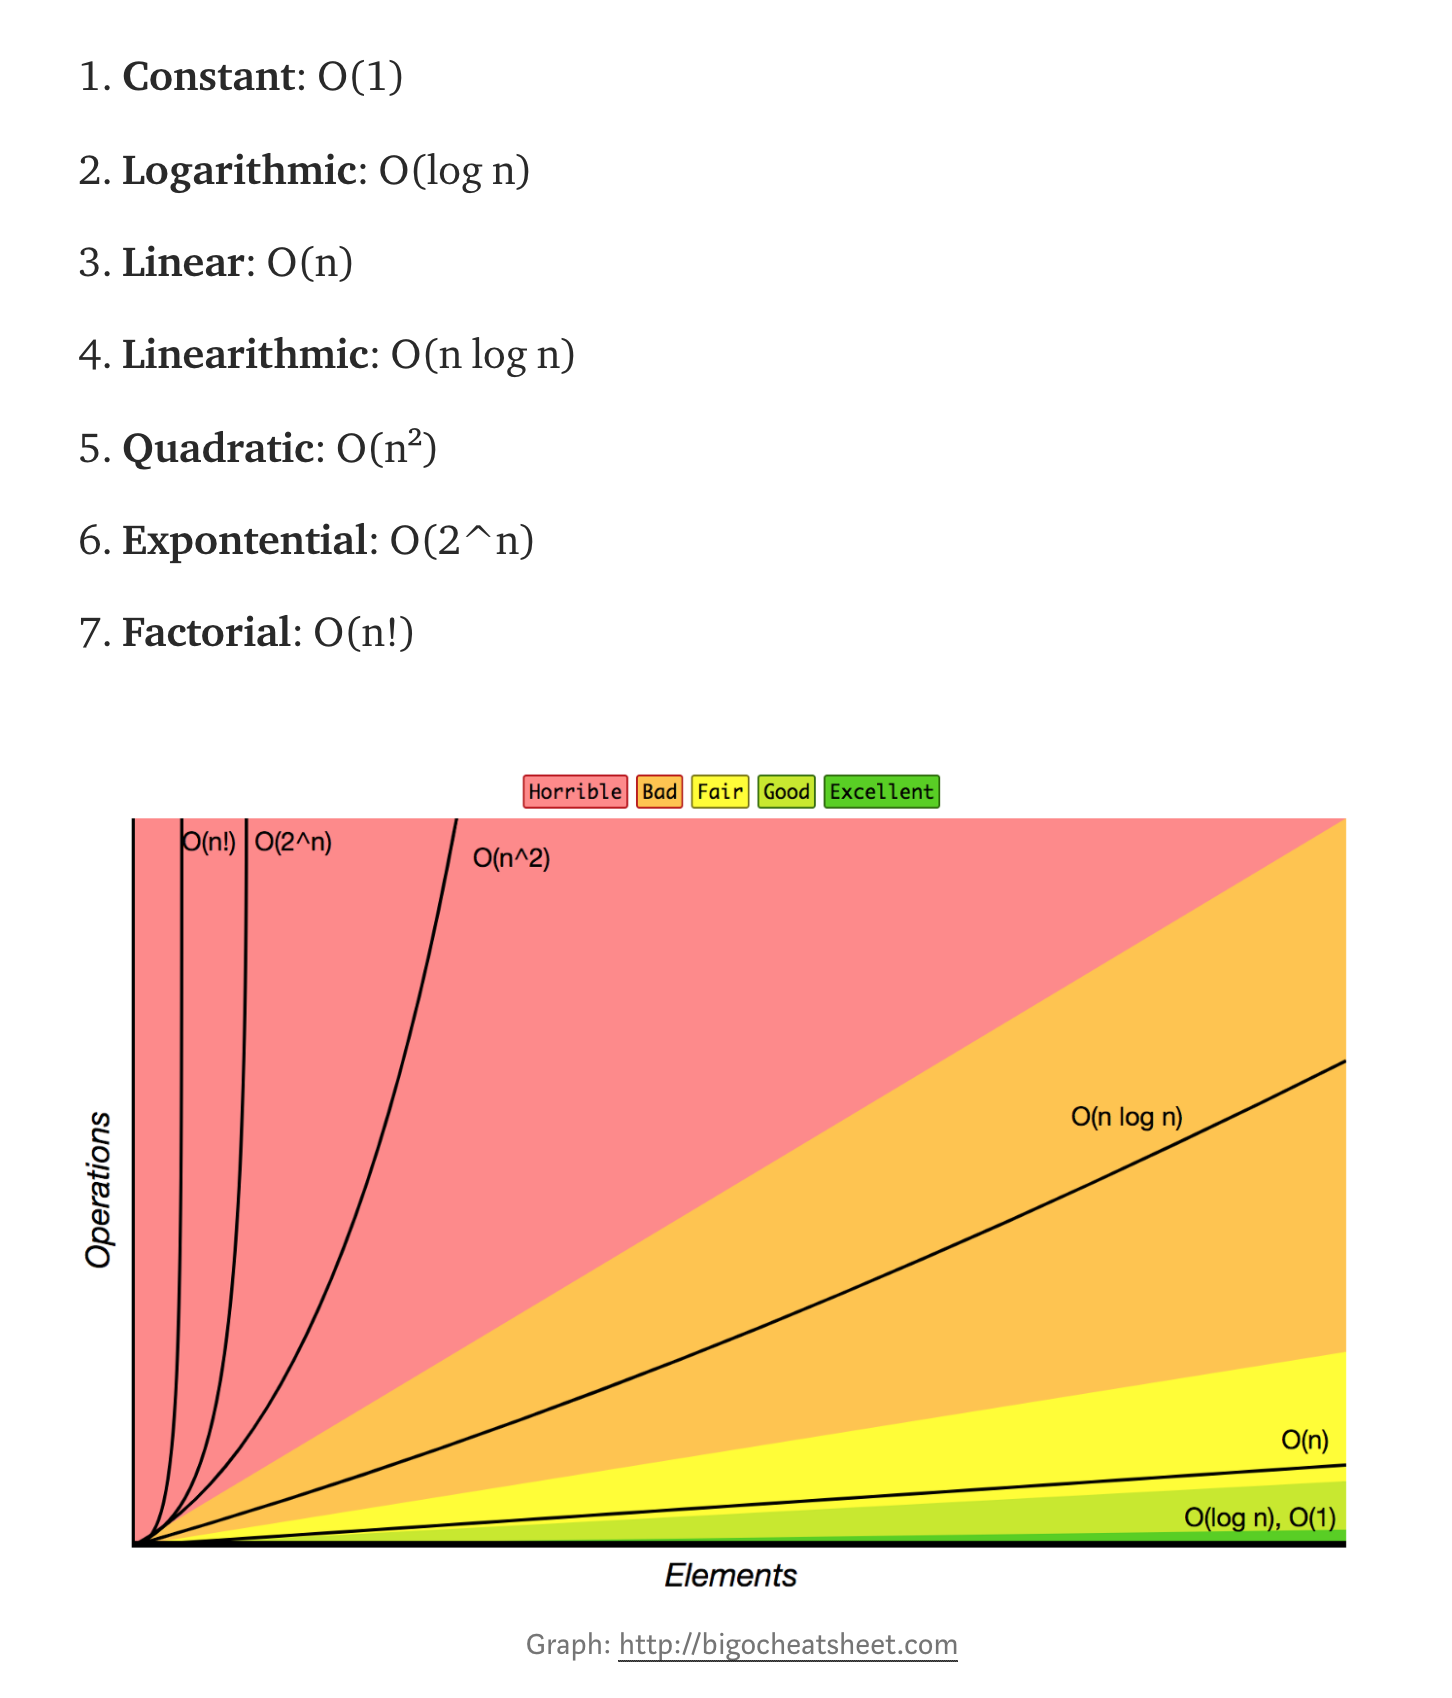 1. Constant: O(1)
2. Logarithmic: O(log n)
3. Linear: O(n)
4. Linearithmic: O(n log n)
5. Quadratic: O(n²)
6. Expontential: O(2^n)
7. Factorial: O(n!)
Horrible Bad Fair Good Excellent
O(n!) O(2^n)
O(n^2)
O(n log n)
Operations
O(n)
O(log n), O(1)
Elements
Graph: http://bigocheatsheet.com